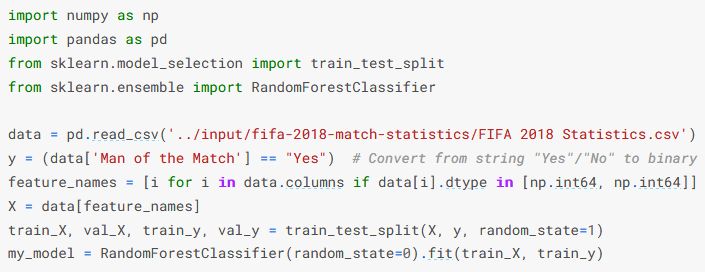 import numpy as np
import pandas as pd
from sklearn.model_selection import train_test_split
from sklearn.ensemble import RandomForestClassifier

data = pd.read_csv('../input/fifa-2018-match-statistics/FIFA 2018 Statistics.csv')
y = (data['Man of the Match'] == "Yes")  # Convert from string "Yes"/"No" to binary
feature_names = [i for i in data.columns if data[i].dtype in [np.int64, np.int64]]
X = data[feature_names]
train_X, val_X, train_y, val_y = train_test_split(X, y, random_state=1)
my_model = RandomForestClassifier(random_state=0).fit(train_X, train_y)